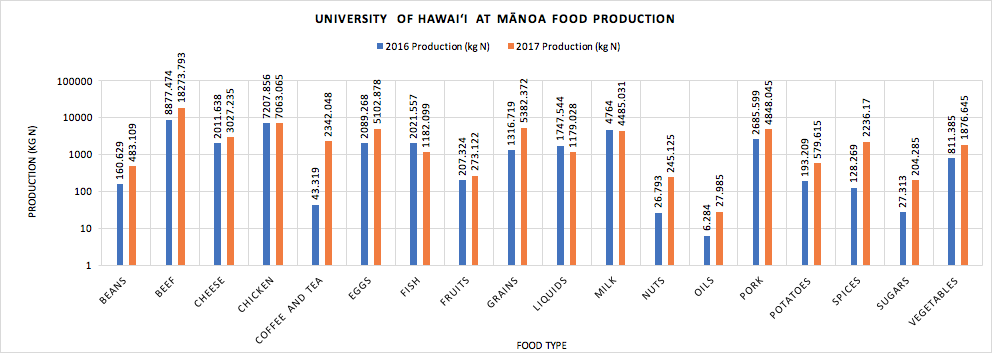 UNIVERSITY OF HAWAI'I AT MĀNOA FOOD PRODUCTION
2016 Production (kg N) 2017 Production (kg N)
PRODUCTION (KG N)
100000
10000
1000
100
10
1
160.629 483.109
8877.474 18273.793
2011.638 3027.235
7207.856 7063.065
43.319 2342.048
2089.268 5102.878
2021.557 1182.099
207.324 273.122
1316.719 5382.372
1747.544 1179.028
4764 4485.031
26.793 245.125
6.284 27.985
2685.599 4848.045
193.209 579.615
128.269 2236.17
27.313 204.285
811.385 1876.645
BEANS
BEEF
CHEESE
CHICKEN
COFFEE AND TEA
EGGS
FISH
FRUITS
GRAINS
LIQUIDS
MILK
NUTS
OILS
PORK
POTATOES
SPICES
SUGARS
VEGETABLES
FOOD TYPE